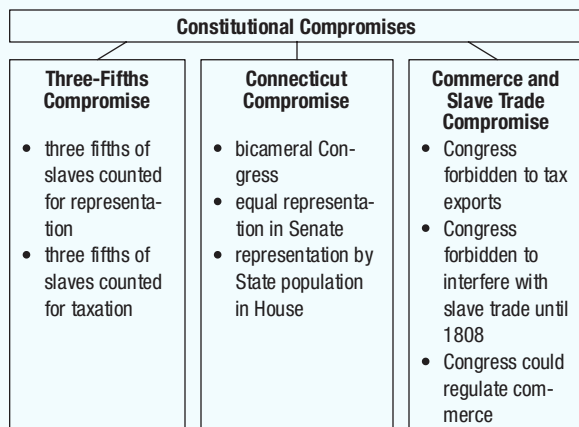 Constitutional Compromises
Three-Fifths
Compromise
• three fifths of
slaves counted
for representa-
tion
• three fifths of
slaves counted
for taxation
Connecticut
Compromise
• bicameral Con-
gress
• equal representa-
tion in Senate
• representation by
State population
in House
Commerce and
Slave Trade
Compromise
• Congress
forbidden to tax
exports
• Congress
forbidden to
interfere with
slave trade until
1808
• Congress could
regulate com-
merce